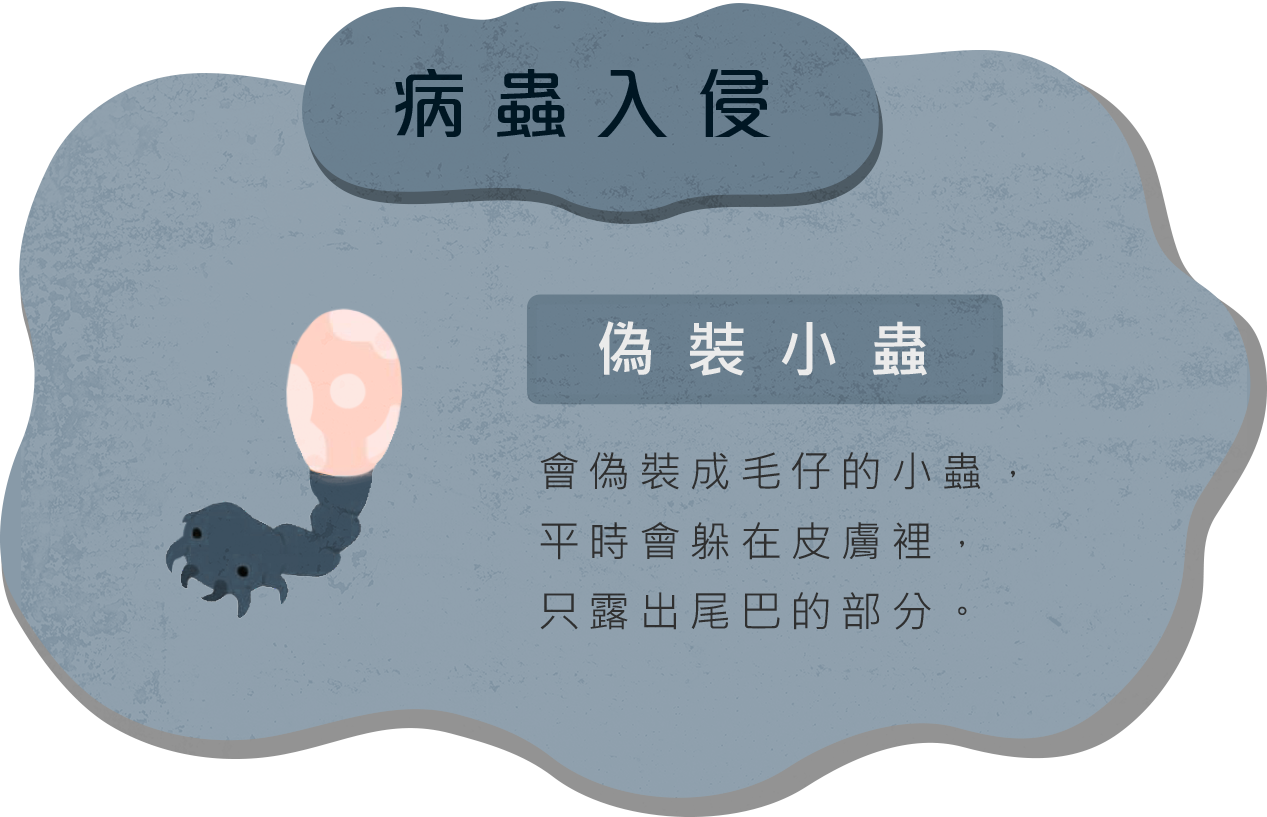 病蟲入侵
偽裝小蟲
會偽裝成毛仔的小蟲，
平時會躲在皮膚裡，
只露出尾巴的部分。